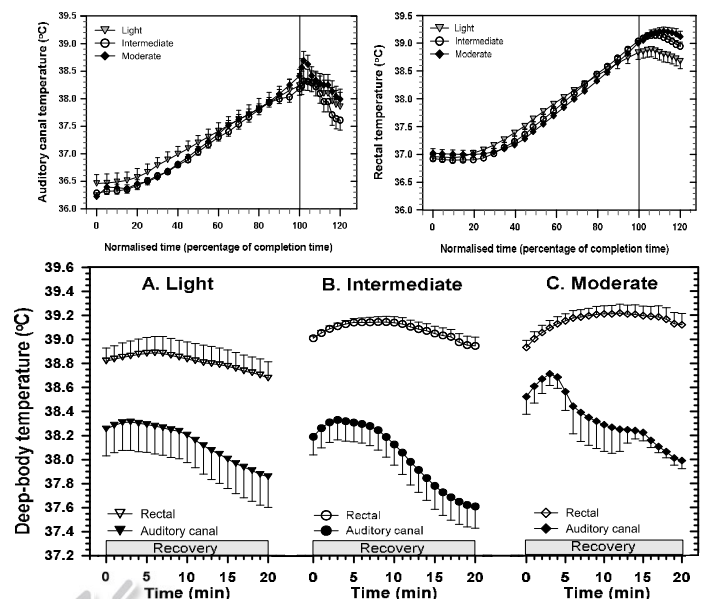 Auditory canal temperature (°C)
39.5
39.0
38.5
38.0
37.5
37.0
36.5
36.0
Light
Intermediate
Moderate
0 20 40 60 80 100 120
Normalised time (percentage of completion time)
Rectal temperature (°C)
39.5
39.0
38.5
38.0
37.5
37.0
36.5
36.0
Light
Intermediate
Moderate
0 20 40 60 80 100 120
Normalised time (percentage of completion time)
Deep-body temperature (°C)
39.6
39.4
39.2
39.0
38.8
38.6
38.4
38.2
38.0
37.8
37.6
37.4
37.2
A. Light
Rectal
Auditory canal
Recovery
0 5 10 15 20
Time (min)
B. Intermediate
Rectal
Auditory canal
Recovery
0 5 10 15 20
Time (min)
C. Moderate
Rectal
Auditory canal
Recovery
0 5 10 15 20
Time (min)